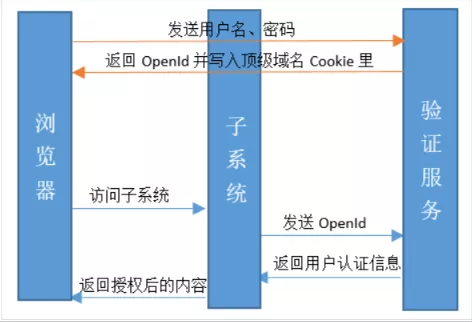 发送用户名、密码
返回 OpenId 并写入顶级域名 Cookie 里
浏览器
子系统
验证服务
访问子系统
发送 OpenId
返回用户认证信息
返回授权后的内容